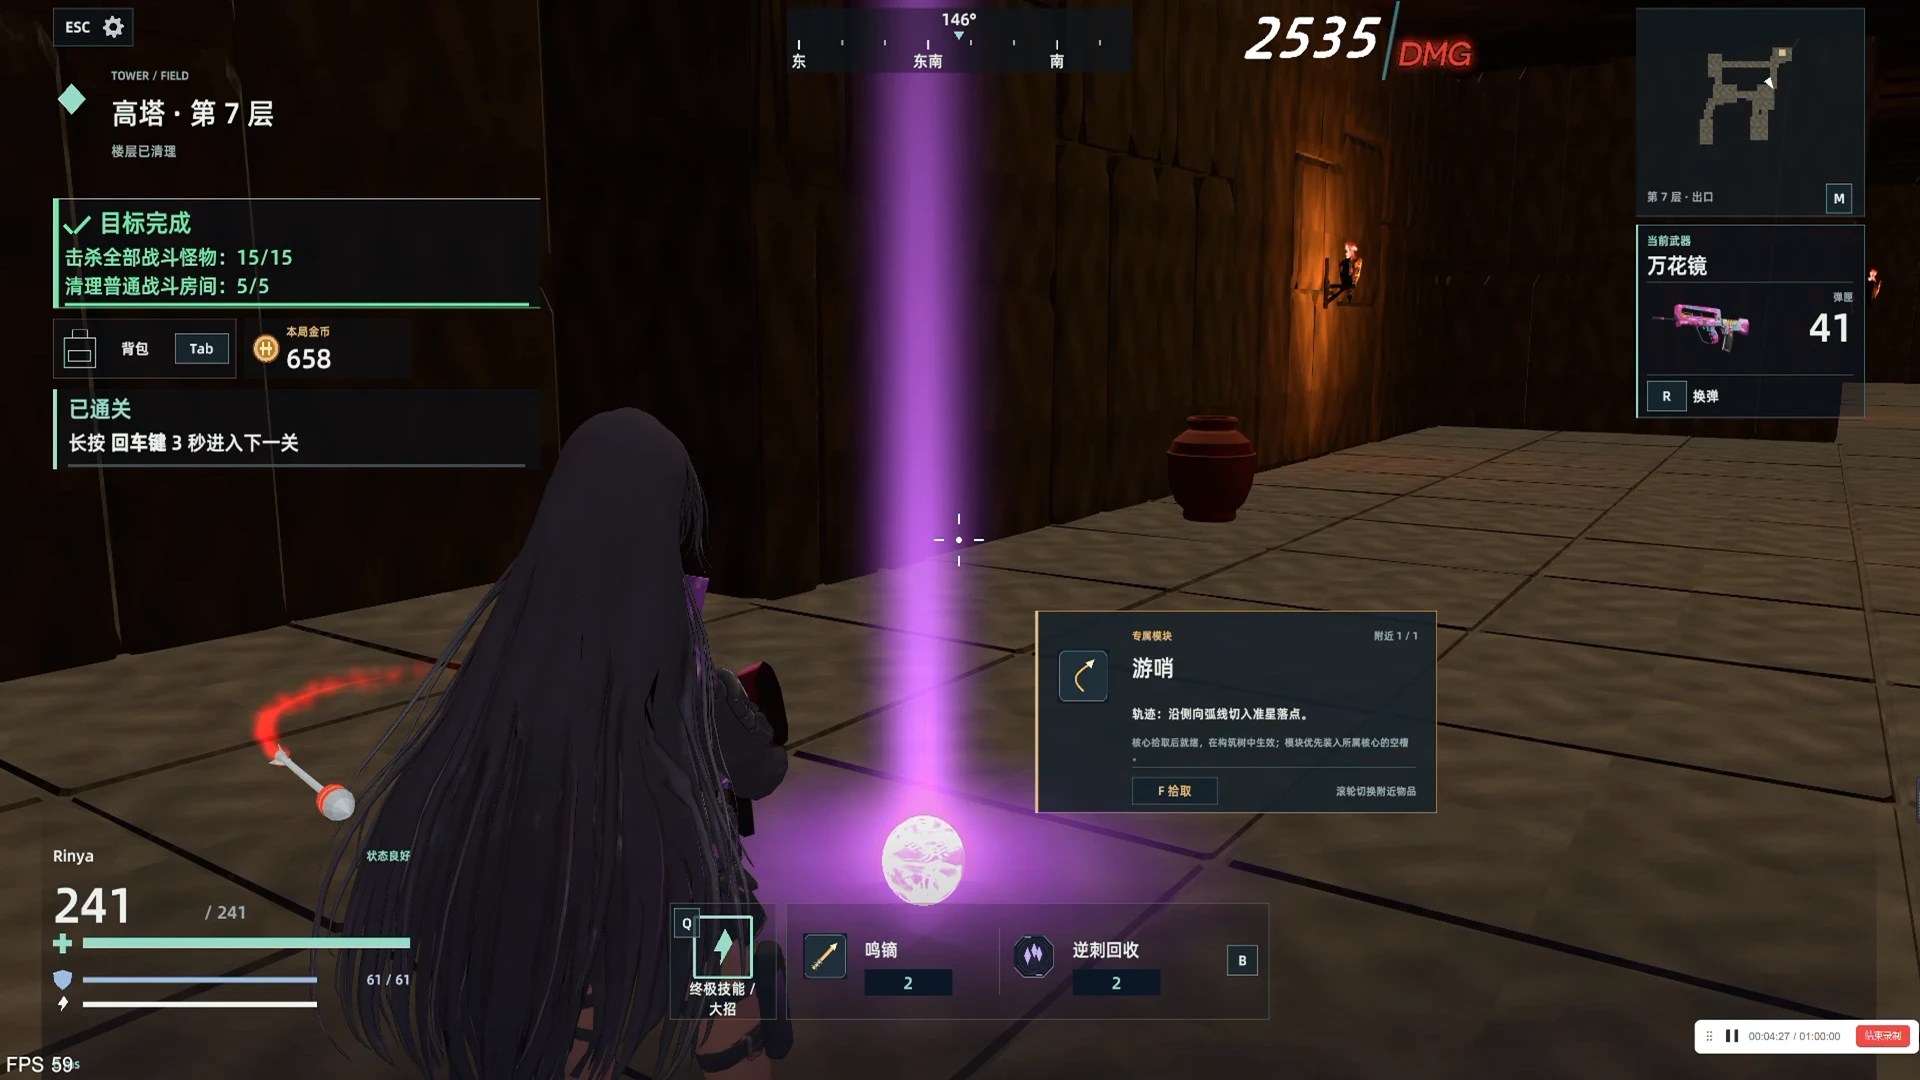 ESC
TOWER / FIELD
高塔 · 第 7 层
楼层已清理
目标完成
击杀全部战斗怪物：15/15
清理普通战斗房间：5/5
背包
Tab
本局金币
658
已通关
长按 回车键 3 秒进入下一关
146°
东
东南
南
2535
DMG
第 7 层 · 出口
M
当前武器
万花镜
弹匣
41
R
换弹
专属模块
附近 1 / 1
游哨
轨迹：沿侧向弧线切入准星落点。
核心拾取后就绪，在构筑树中生效；模块优先装入所属核心的空槽
。
F 拾取
滚轮切换附近物品
Rinya
状态良好
241
/ 241
61 / 61
Q
终极技能 /
大招
鸣镝
2
逆刺回收
2
B
FPS 59
00:04:27 / 01:00:00
结束录制